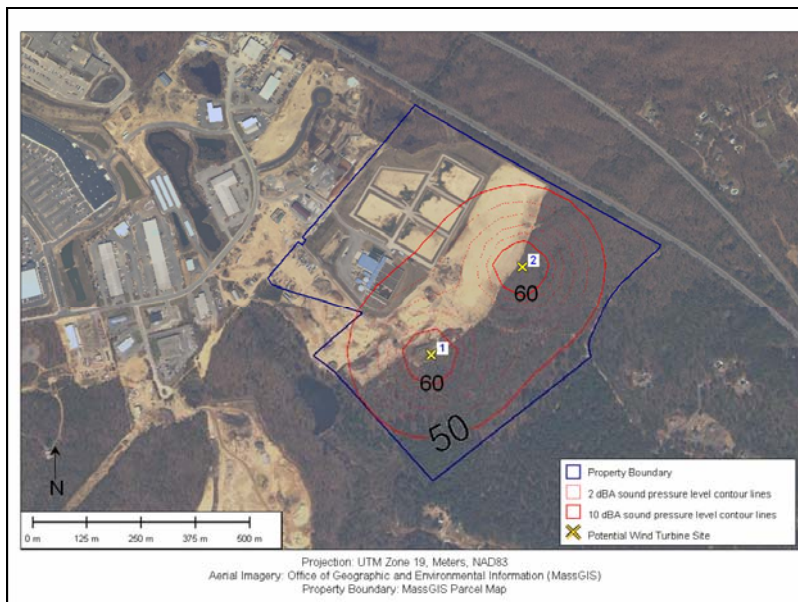 2
60
1
60
50
N
0 m 125 m 250 m 375 m 500 m
Property Boundary
2 dBA sound pressure level contour lines
10 dBA sound pressure level contour lines
Potential Wind Turbine Site
Projection: UTM Zone 19, Meters, NAD83
Aerial Imagery: Office of Geographic and Environmental Information (MassGIS)
Property Boundary: MassGIS Parcel Map